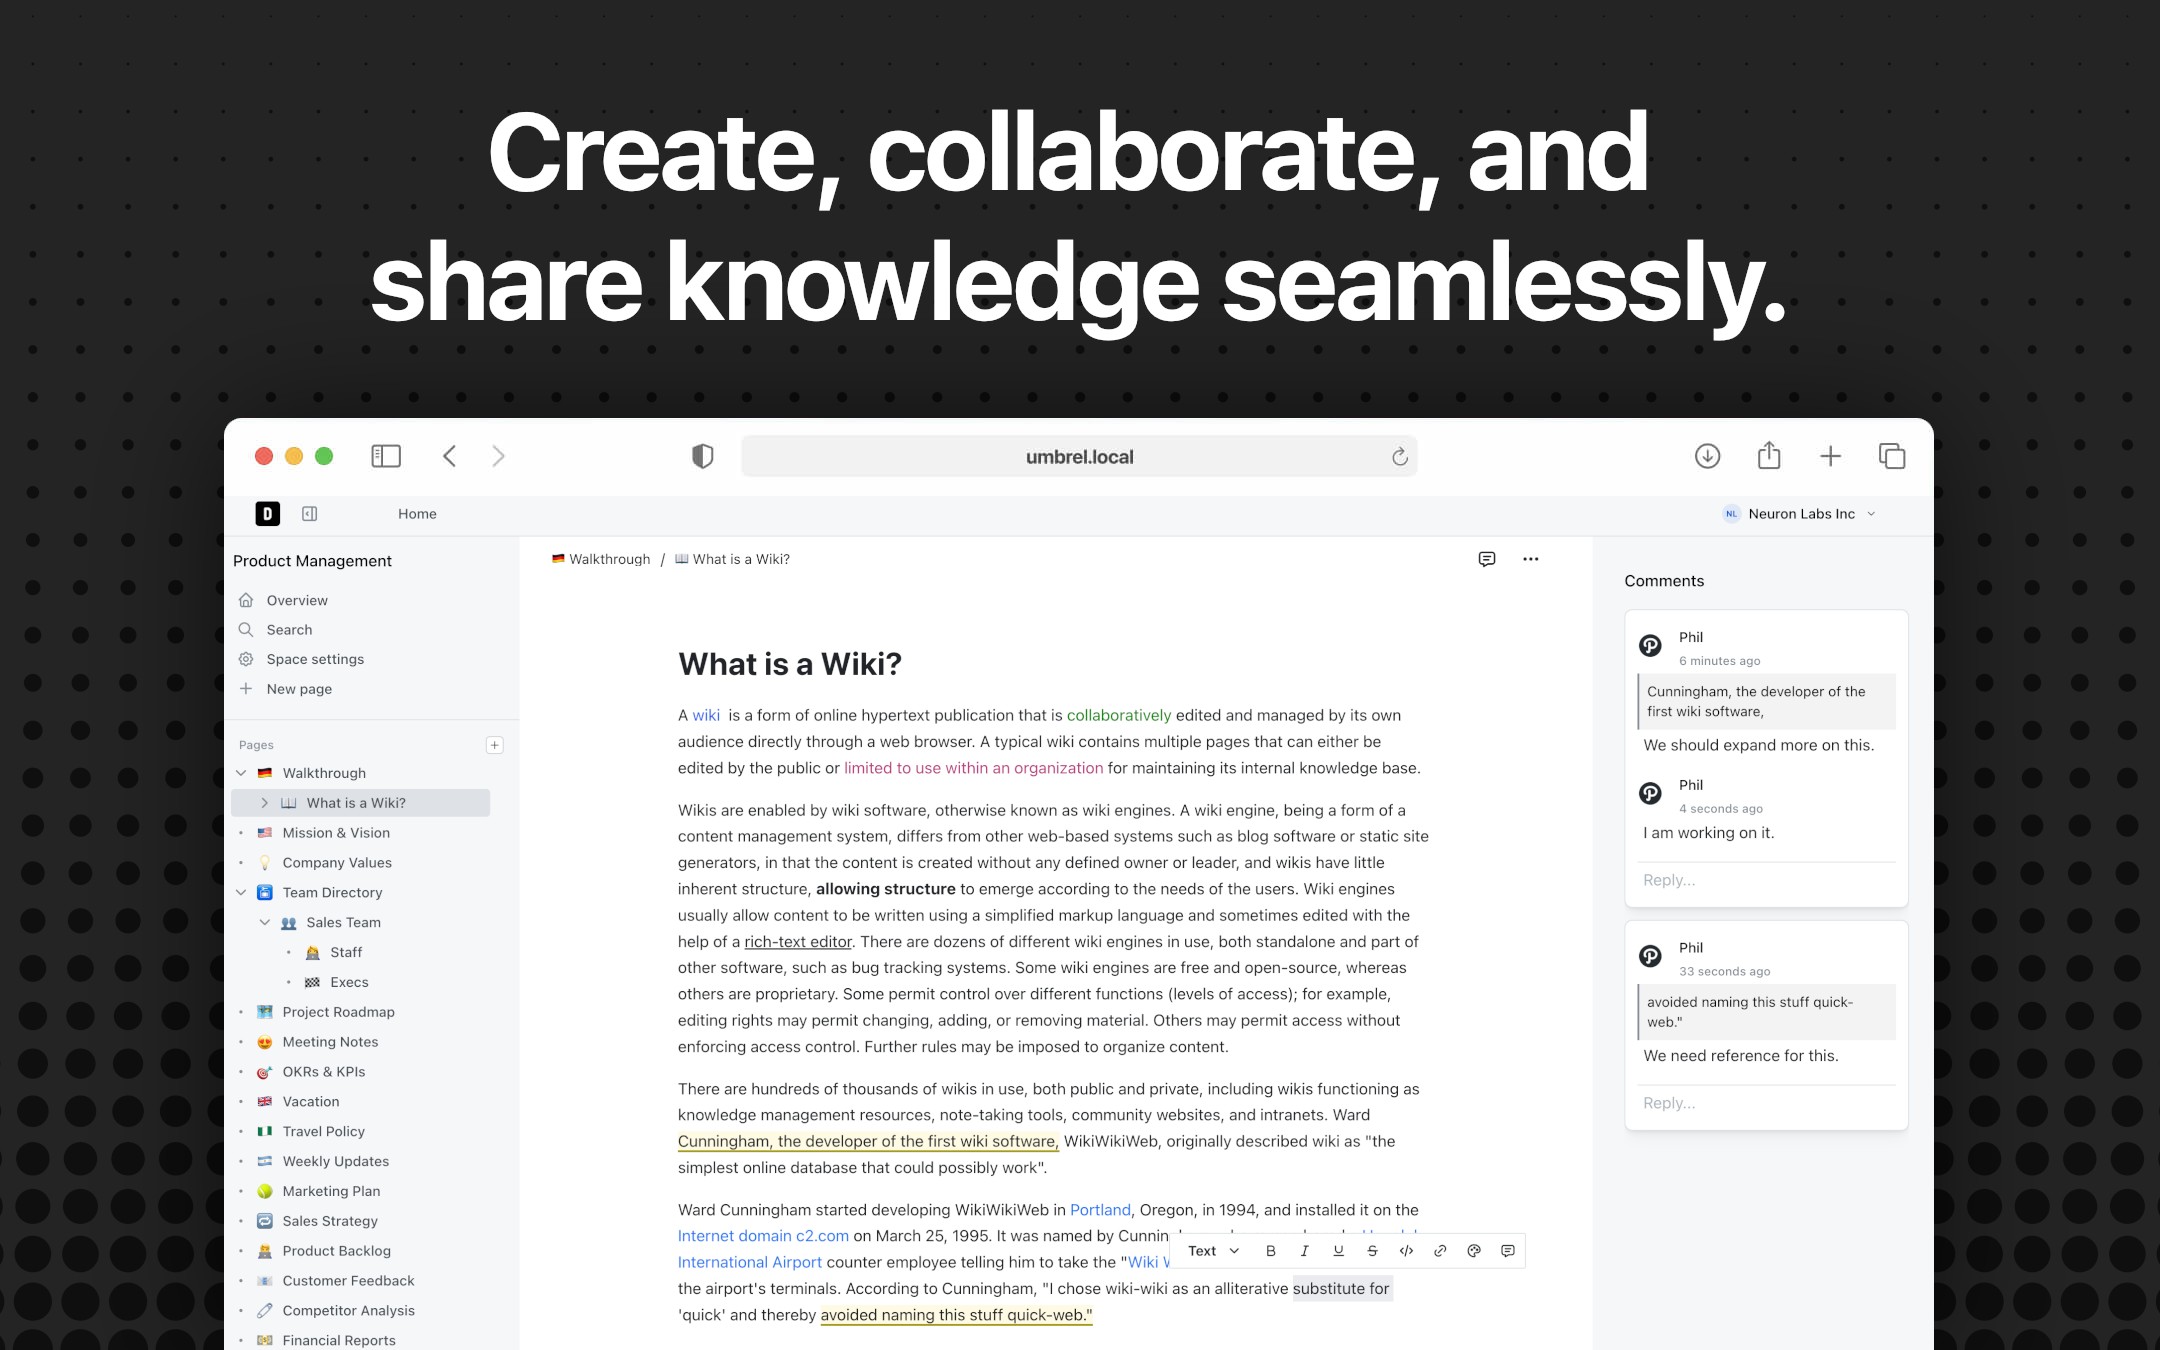 Create, collaborate, and
share knowledge seamlessly.
umbrel.local
D
Home
NL Neuron Labs Inc
Product Management
Overview
Search
Space settings
New page
Pages
Walkthrough
What is a Wiki?
Mission & Vision
Company Values
Team Directory
Sales Team
Staff
Execs
Project Roadmap
Meeting Notes
OKRs & KPIs
Vacation
Travel Policy
Weekly Updates
Marketing Plan
Sales Strategy
Product Backlog
Customer Feedback
Competitor Analysis
Financial Reports
Walkthrough / What is a Wiki?
What is a Wiki?
A wiki is a form of online hypertext publication that is collaboratively edited and managed by its own
audience directly through a web browser. A typical wiki contains multiple pages that can either be
edited by the public or limited to use within an organization for maintaining its internal knowledge base.
Wikis are enabled by wiki software, otherwise known as wiki engines. A wiki engine, being a form of a
content management system, differs from other web-based systems such as blog software or static site
generators, in that the content is created without any defined owner or leader, and wikis have little
inherent structure, allowing structure to emerge according to the needs of the users. Wiki engines
usually allow content to be written using a simplified markup language and sometimes edited with the
help of a rich-text editor. There are dozens of different wiki engines in use, both standalone and part of
other software, such as bug tracking systems. Some wiki engines are free and open-source, whereas
others are proprietary. Some permit control over different functions (levels of access); for example,
editing rights may permit changing, adding, or removing material. Others may permit access without
enforcing access control. Further rules may be imposed to organize content.
There are hundreds of thousands of wikis in use, both public and private, including wikis functioning as
knowledge management resources, note-taking tools, community websites, and intranets. Ward
Cunningham, the developer of the first wiki software, WikiWikiWeb, originally described wiki as "the
simplest online database that could possibly work".
Ward Cunningham started developing WikiWikiWeb in Portland, Oregon, in 1994, and installed it on the
Internet domain c2.com on March 25, 1995. It was named by
International Airport counter employee telling him to take the "Wiki
Text B I U S </>
the airport's terminals. According to Cunningham, "I chose wiki-wiki as an alliterative substitute for
'quick' and thereby avoided naming this stuff quick-web."
Comments
Phil
6 minutes ago
Cunningham, the developer of the
first wiki software,
We should expand more on this.
Phil
4 seconds ago
I am working on it.
Reply...
Phil
33 seconds ago
avoided naming this stuff quick-
web."
We need reference for this.
Reply...